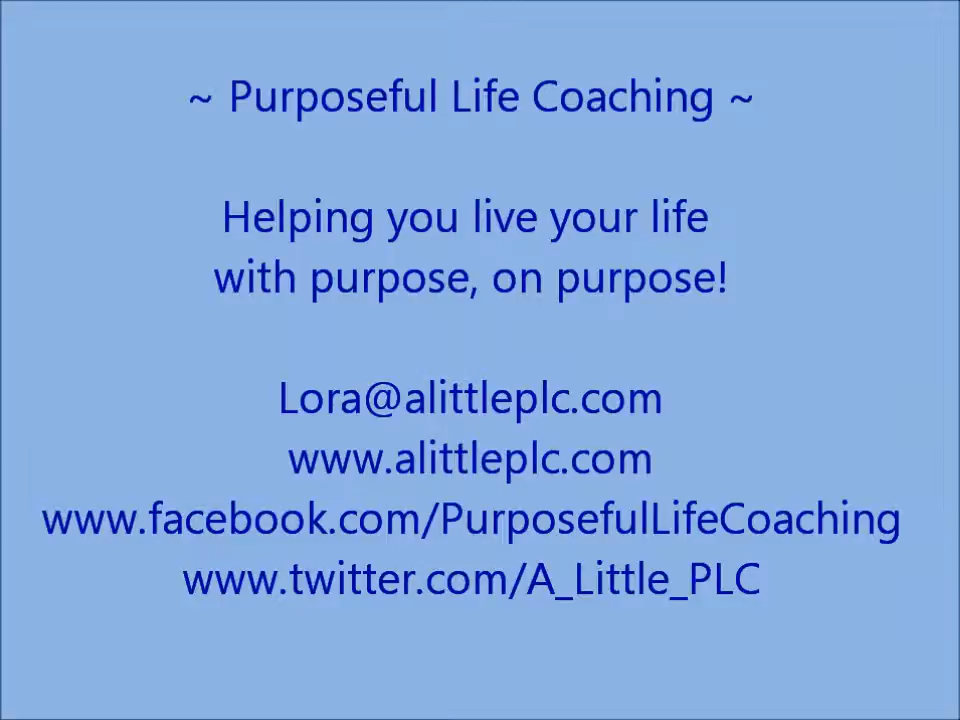 ~ Purposeful Life Coaching ~
Helping you live your life
with purpose, on purpose!
Lora@alittleplc.com
www.alittleplc.com
www.facebook.com/PurposefulLifeCoaching
www.twitter.com/A_Little_PLC